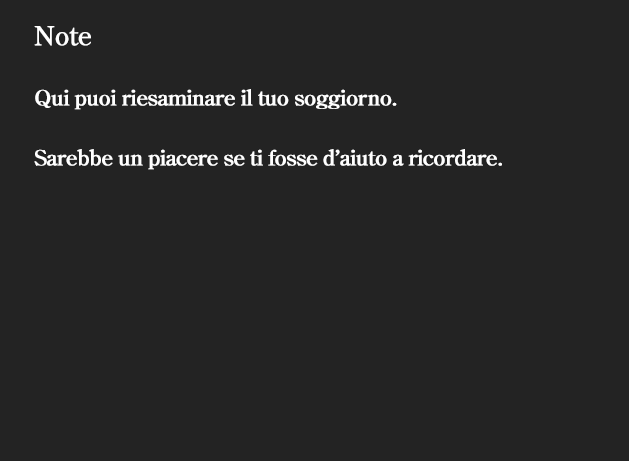 Note
Qui puoi riesaminare il tuo soggiorno.
Sarebbe un piacere se ti fosse d’aiuto a ricordare.